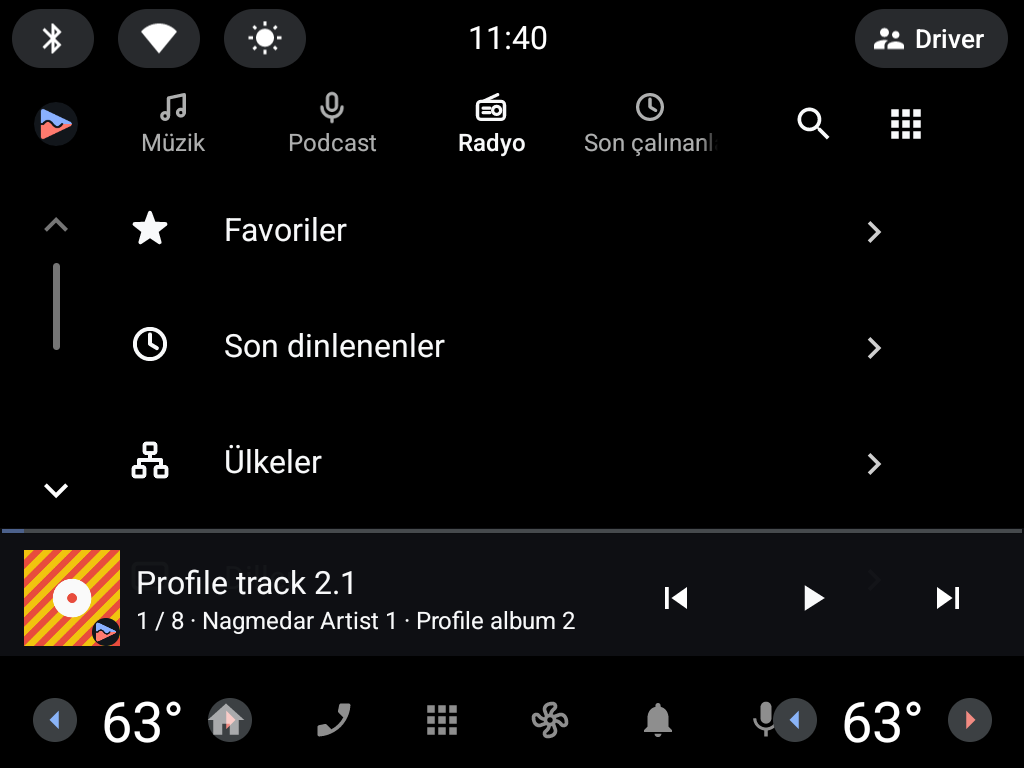 11:40
Driver
Müzik
Podcast
Radyo
Son çalınanl
Favoriler
Son dinlenenler
Ülkeler
Profile track 2.1
1 / 8 · Nagmedar Artist 1 · Profile album 2
63°
63°